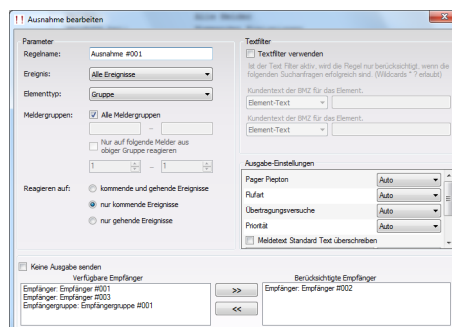 !! Ausnahme bearbeiten
Parameter
Regelname: Ausnahme #001
Ereignis: Alle Ereignisse
Elementtyp: Gruppe
Meldergruppen: Alle Meldergruppen
–
Nur auf folgende Melder aus
obiger Gruppe reagieren
1 – 1
Reagieren auf: kommende und gehende Ereignisse
nur kommende Ereignisse
nur gehende Ereignisse
Textfilter
Textfilter verwenden
Ist der Text Filter aktiv, wird die Regel nur berücksichtigt, wenn die
folgenden Suchanfragen erfolgreich sind. (Wildcards * ? erlaubt)
Kundentext der BMZ für das Element.
Element-Text
Kundentext der BMZ für das Element.
Element-Text
Ausgabe-Einstellungen
Pager Piepton Auto
Rufart Auto
Übertragungsversuche Auto
Priorität Auto
Meldetext Standard Text überschreiben
Keine Ausgabe senden
Verfügbare Empfänger
Empfänger: Empfänger #001
Empfänger: Empfänger #003
Empfängergruppe: Empfängergruppe #001
>>
<<
Berücksichtigte Empfänger
Empfänger: Empfänger #002